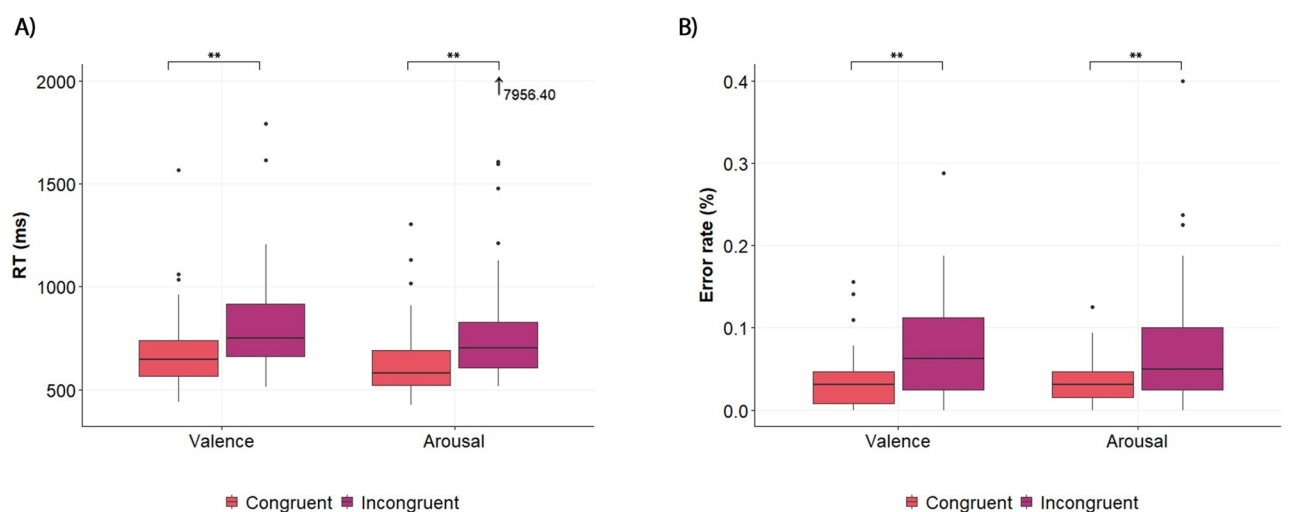 A)
**
**
2000
7956.40
1500
1000
500
RT (ms)
Valence
Arousal
Congruent
Incongruent
B)
**
**
0.4
0.3
0.2
0.1
0.0
Error rate (%)
Valence
Arousal
Congruent
Incongruent